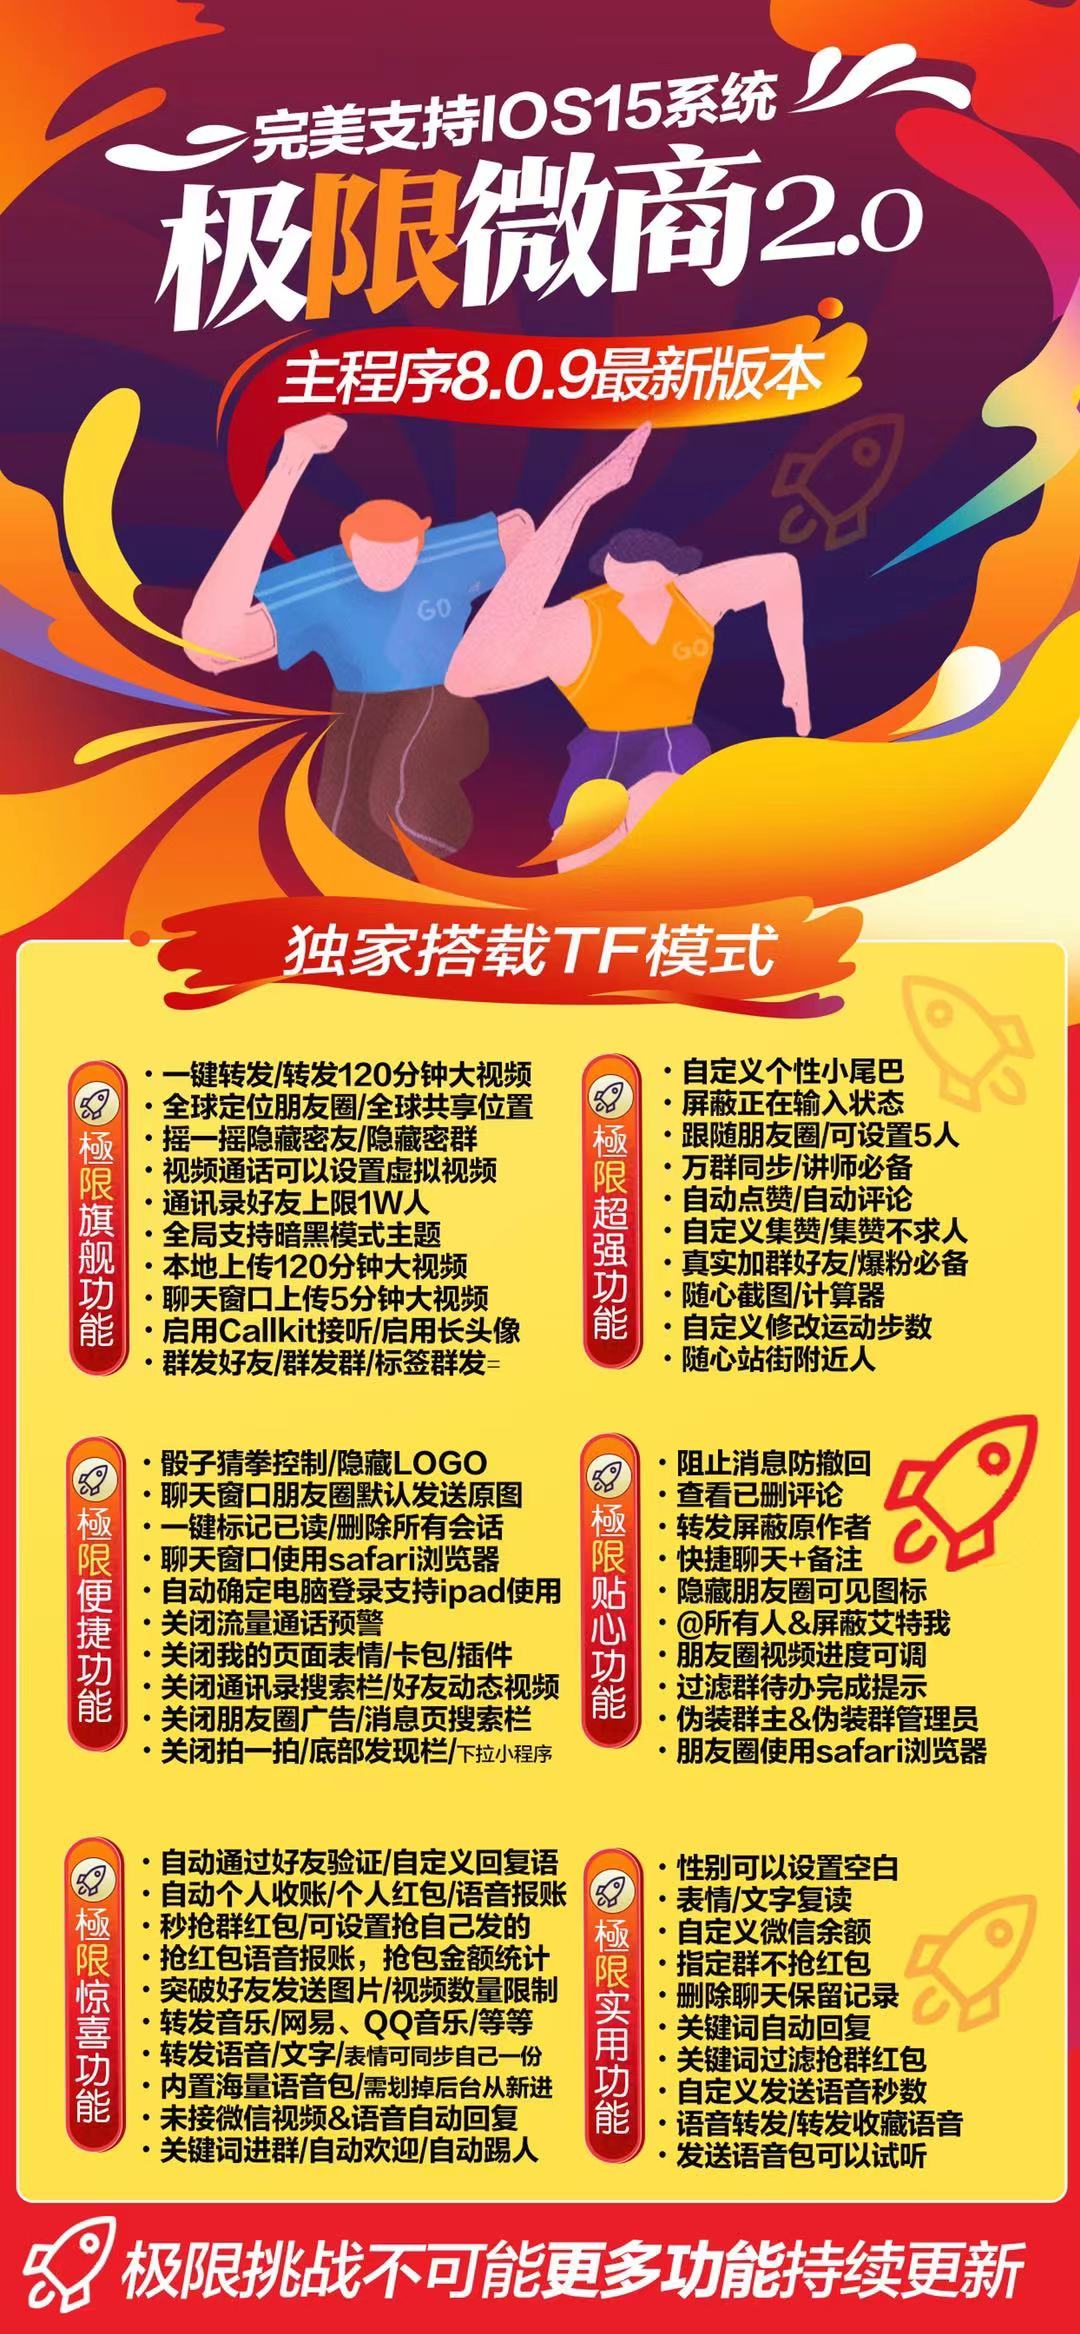 完美支持IOS15系统
极限微商2.0
主程序8.0.9最新版本
GO
GO
独家搭载TF模式
極限旗舰功能
·一键转发/转发120分钟大视频
·全球定位朋友圈/全球共享位置
·摇一摇隐藏密友/隐藏密群
·视频通话可以设置虚拟视频
·通讯录好友上限1W人
·全局支持暗黑模式主题
·本地上传120分钟大视频
·聊天窗口上传5分钟大视频
·启用Callkit接听/启用长头像
·群发好友/群发群/标签群发=
極限超强功能
·自定义个性小尾巴
·屏蔽正在输入状态
·跟随朋友圈/可设置5人
·万群同步/讲师必备
·自动点赞/自动评论
·自定义集赞/集赞不求人
·真实加群好友/爆粉必备
·随心截图/计算器
·自定义修改运动步数
·随心站街附近人
極限便捷功能
·骰子猜拳控制/隐藏LOGO
·聊天窗口朋友圈默认发送原图
·一键标记已读/删除所有会话
·聊天窗口使用safari浏览器
·自动确定电脑登录支持ipad使用
·关闭流量通话预警
·关闭我的页面表情/卡包/插件
·关闭通讯录搜索栏/好友动态视频
·关闭朋友圈广告/消息页搜索栏
·关闭拍一拍/底部发现栏/下拉小程序
極限贴心功能
·阻止消息防撤回
·查看已删评论
·转发屏蔽原作者
·快捷聊天+备注
·隐藏朋友圈可见图标
·@所有人&屏蔽艾特我
·朋友圈视频进度可调
·过滤群待办完成提示
·伪装群主&伪装群管理员
·朋友圈使用safari浏览器
極限惊喜功能
·自动通过好友验证/自定义回复语
·自动个人收账/个人红包/语音报账
·秒抢群红包/可设置抢自己发的
·抢红包语音报账，抢包金额统计
·突破好友发送图片/视频数量限制
·转发音乐/网易、QQ音乐/等等
·转发语音/文字/表情可同步自己一份
·内置海量语音包/需划掉后台从新进
·未接微信视频&语音自动回复
·关键词进群/自动欢迎/自动踢人
極限实用功能
·性别可以设置空白
·表情/文字复读
·自定义微信余额
·指定群不抢红包
·删除聊天保留记录
·关键词自动回复
·关键词过滤抢群红包
·自定义发送语音秒数
·语音转发/转发收藏语音
·发送语音包可以试听
极限挑战不可能更多功能持续更新